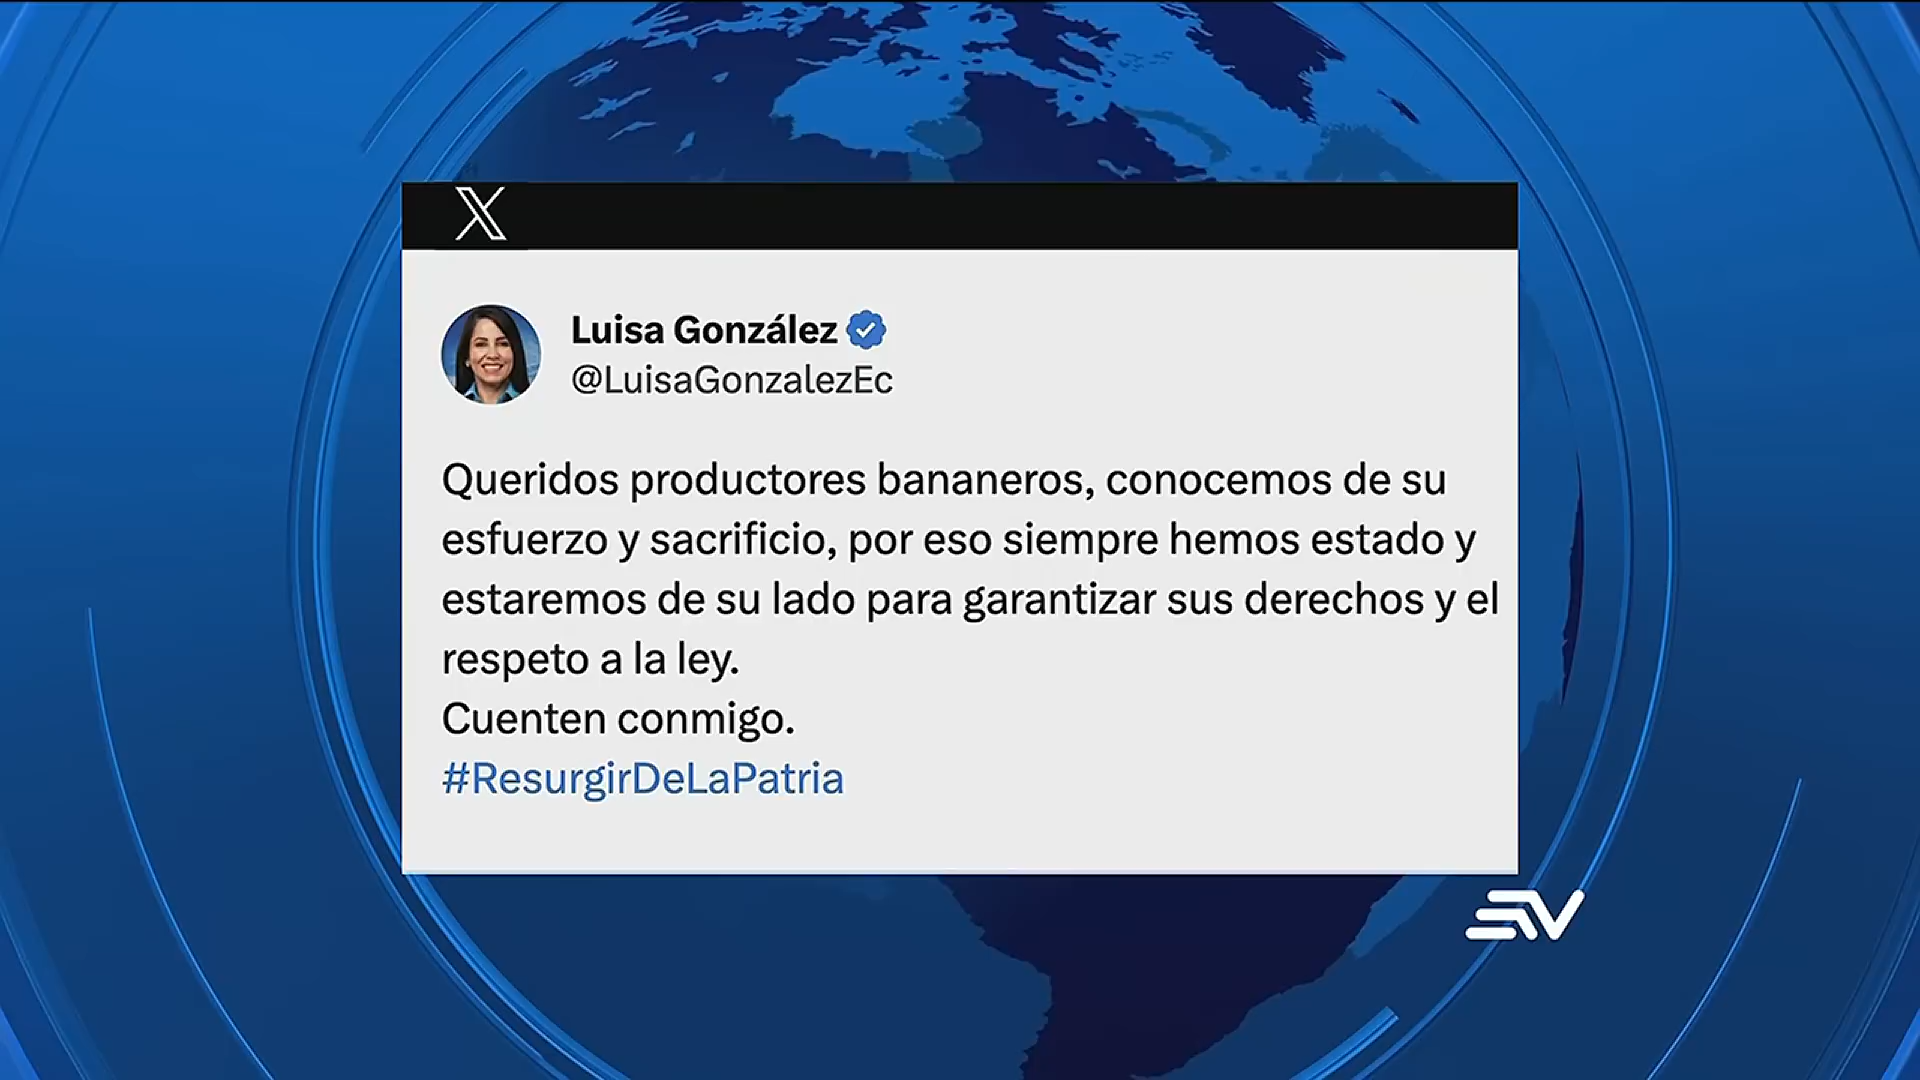 X
Luisa González
@LuisaGonzalezEc
Queridos productores bananeros, conocemos de su
esfuerzo y sacrificio, por eso siempre hemos estado y
estaremos de su lado para garantizar sus derechos y el
respeto a la ley.
Cuenten conmigo.
#ResurgirDeLaPatria
EV